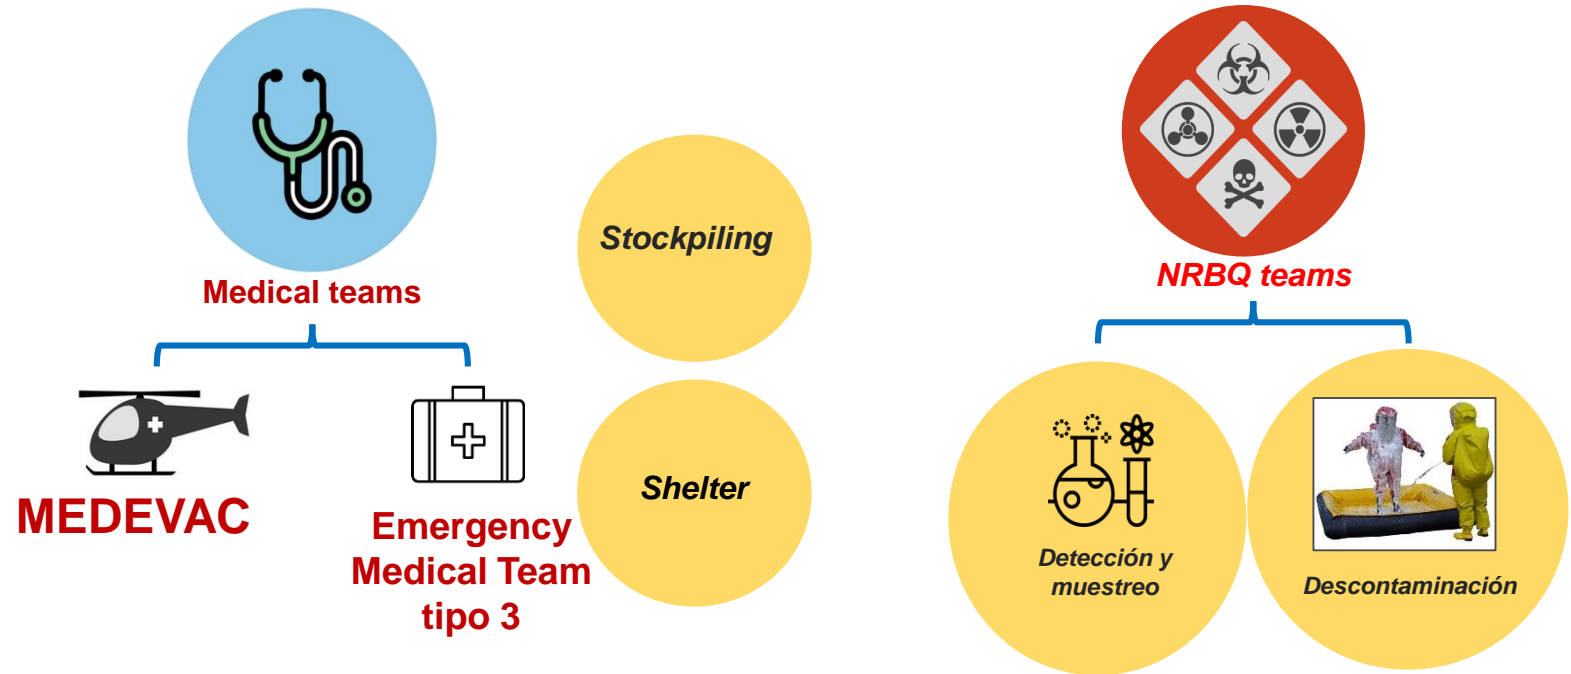 Medical teams
MEDEVAC
Emergency
Medical Team
tipo 3
Stockpiling
Shelter
NRBQ teams
Detección y
muestreo
Descontaminación